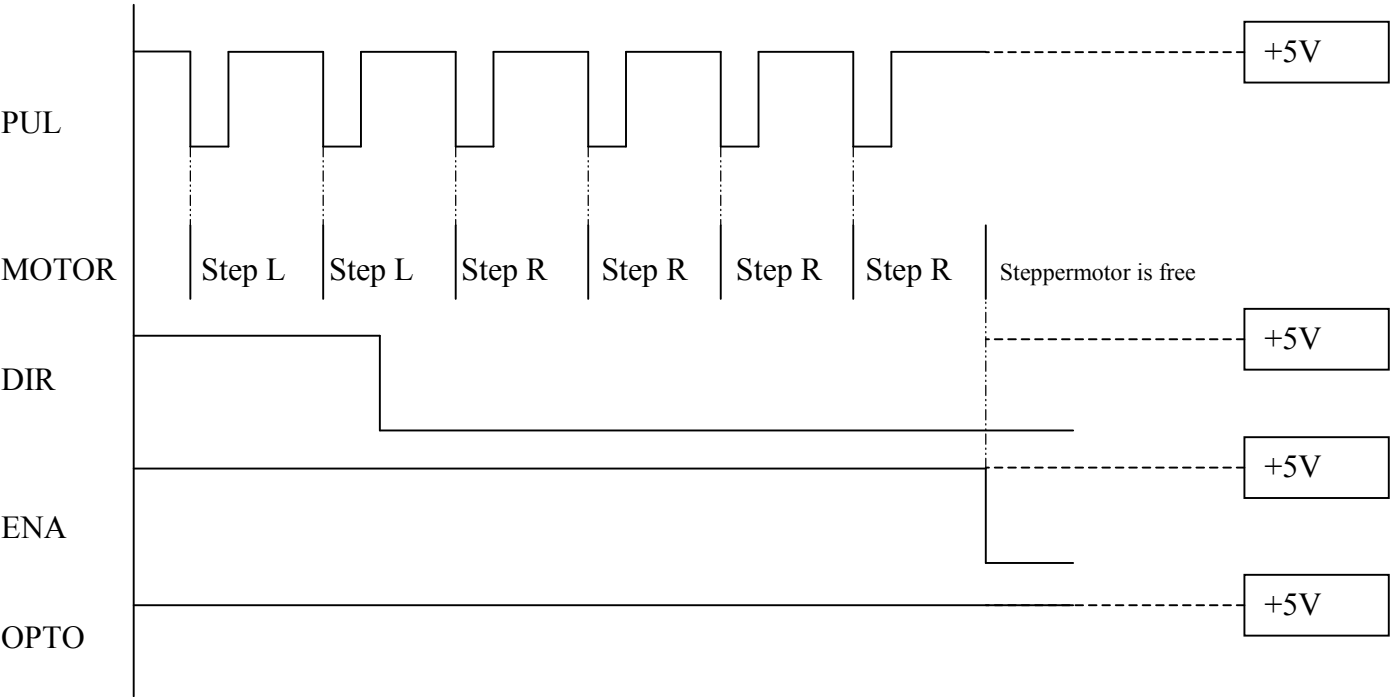 +5V
PUL
MOTOR
Step L
Step L
Step R
Step R
Step R
Step R
Steppermotor is free
+5V
DIR
+5V
ENA
+5V
OPTO